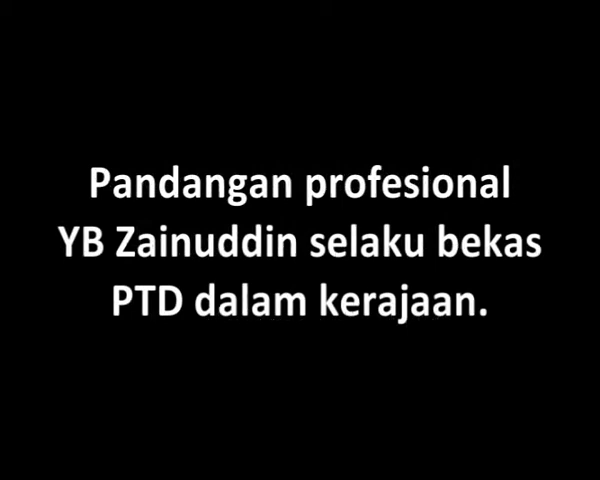 Pandangan profesional
YB Zainuddin selaku bekas
PTD dalam kerajaan.